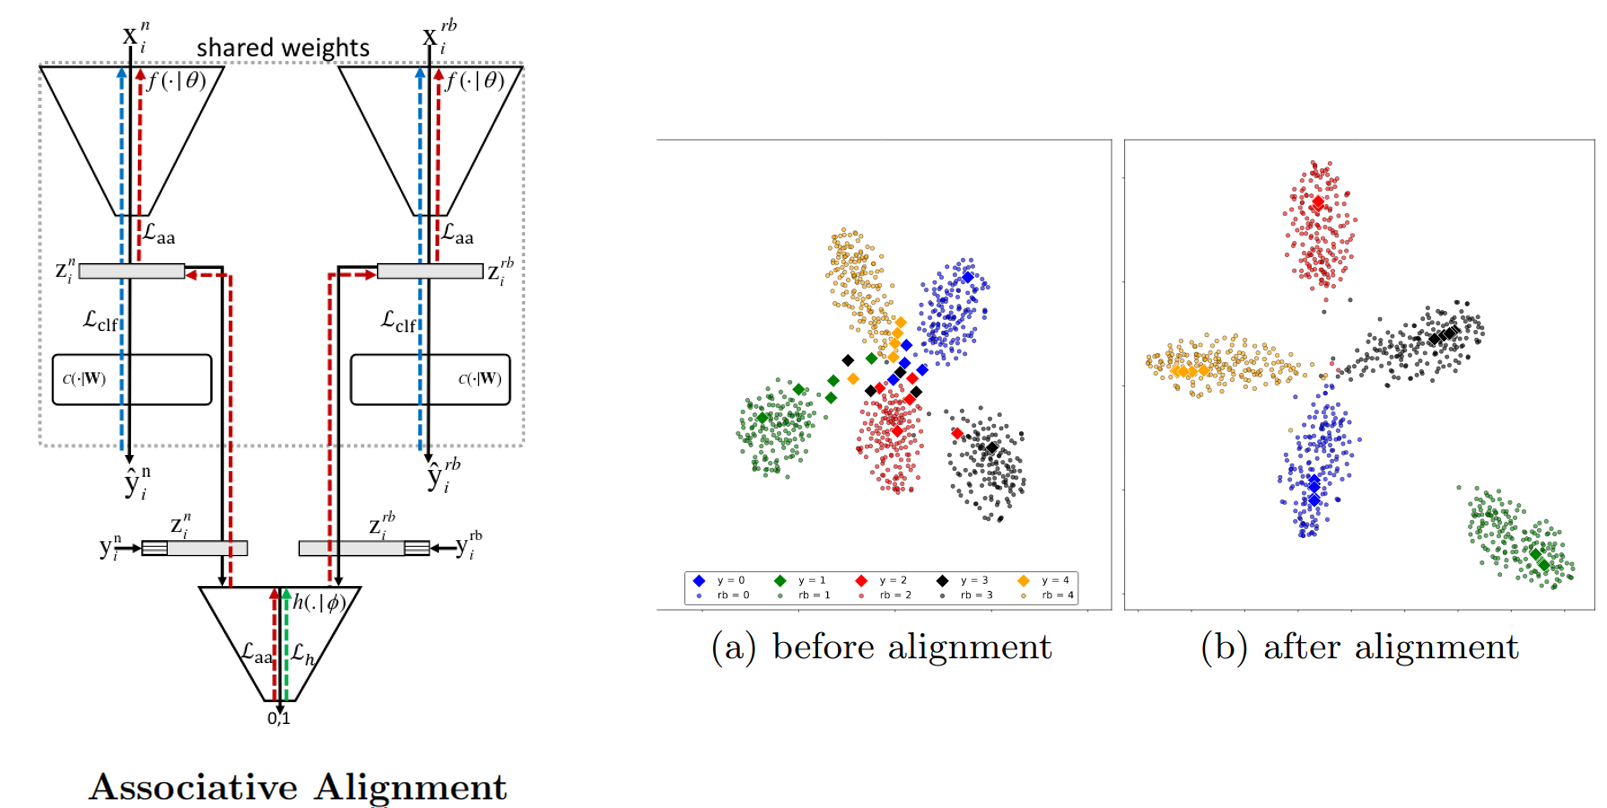 x_i^n
x_i^{rb}
shared weights
f(·|θ)
f(·|θ)
ℒ_aa
ℒ_aa
z_i^n
z_i^{rb}
ℒ_clf
ℒ_clf
c(·|W)
c(·|W)
ŷ_i^n
ŷ_i^{rb}
z_i^n
z_i^{rb}
y_i^n
y_i^{rb}
h(.|ϕ)
ℒ_aa
ℒ_h
0,1
Associative Alignment
y = 0 y = 1 y = 2 y = 3 y = 4
rb = 0 rb = 1 rb = 2 rb = 3 rb = 4
(a) before alignment
(b) after alignment